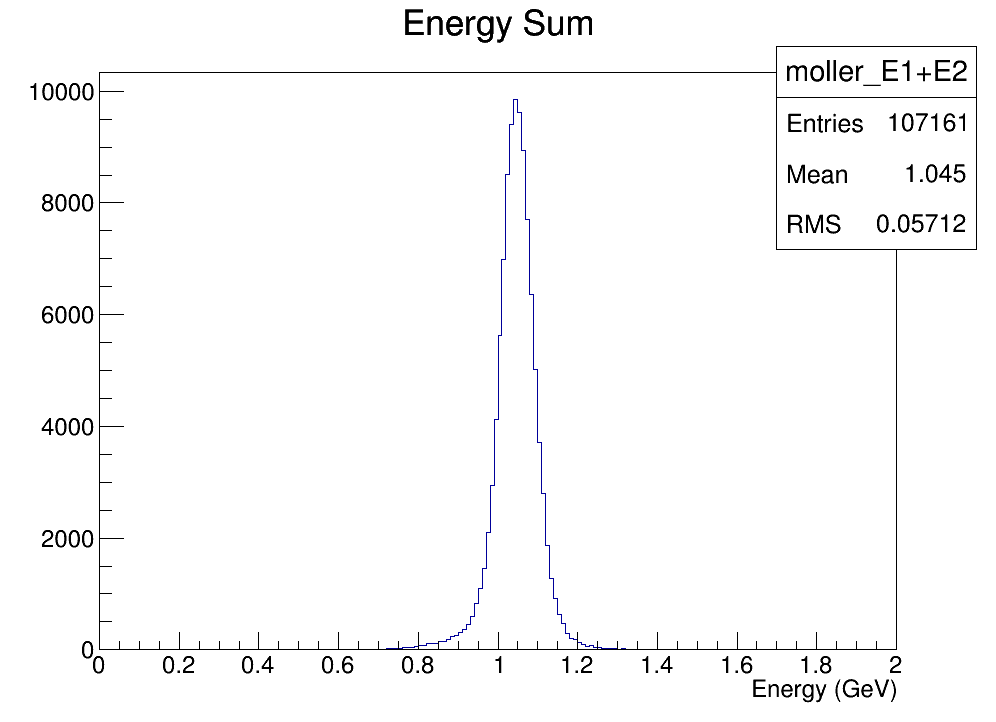 Energy Sum
moller_E1+E2
Entries 107161
Mean 1.045
RMS 0.05712
10000
8000
6000
4000
2000
0
0 0.2 0.4 0.6 0.8 1 1.2 1.4 1.6 1.8 2
Energy (GeV)